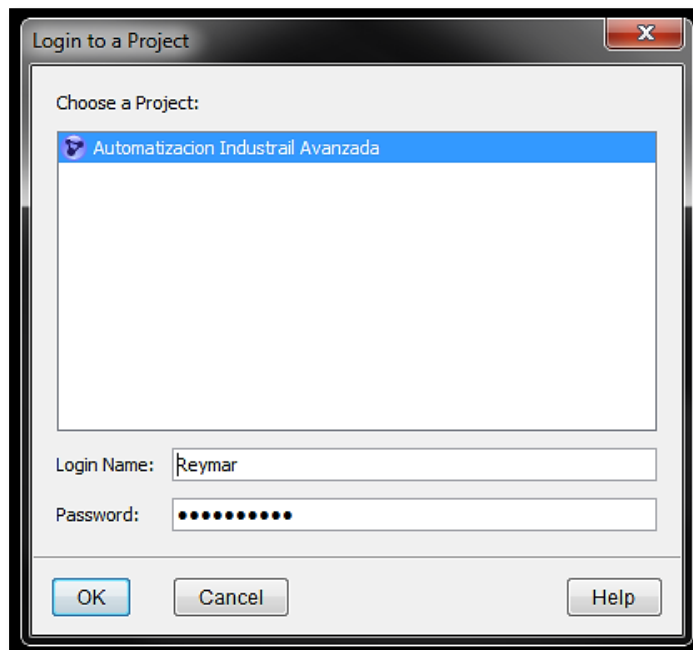 Login to a Project
Choose a Project:
Automatizacion Industrail Avanzada
Login Name: Reymar
Password: ●●●●●●●●●●
OK Cancel Help